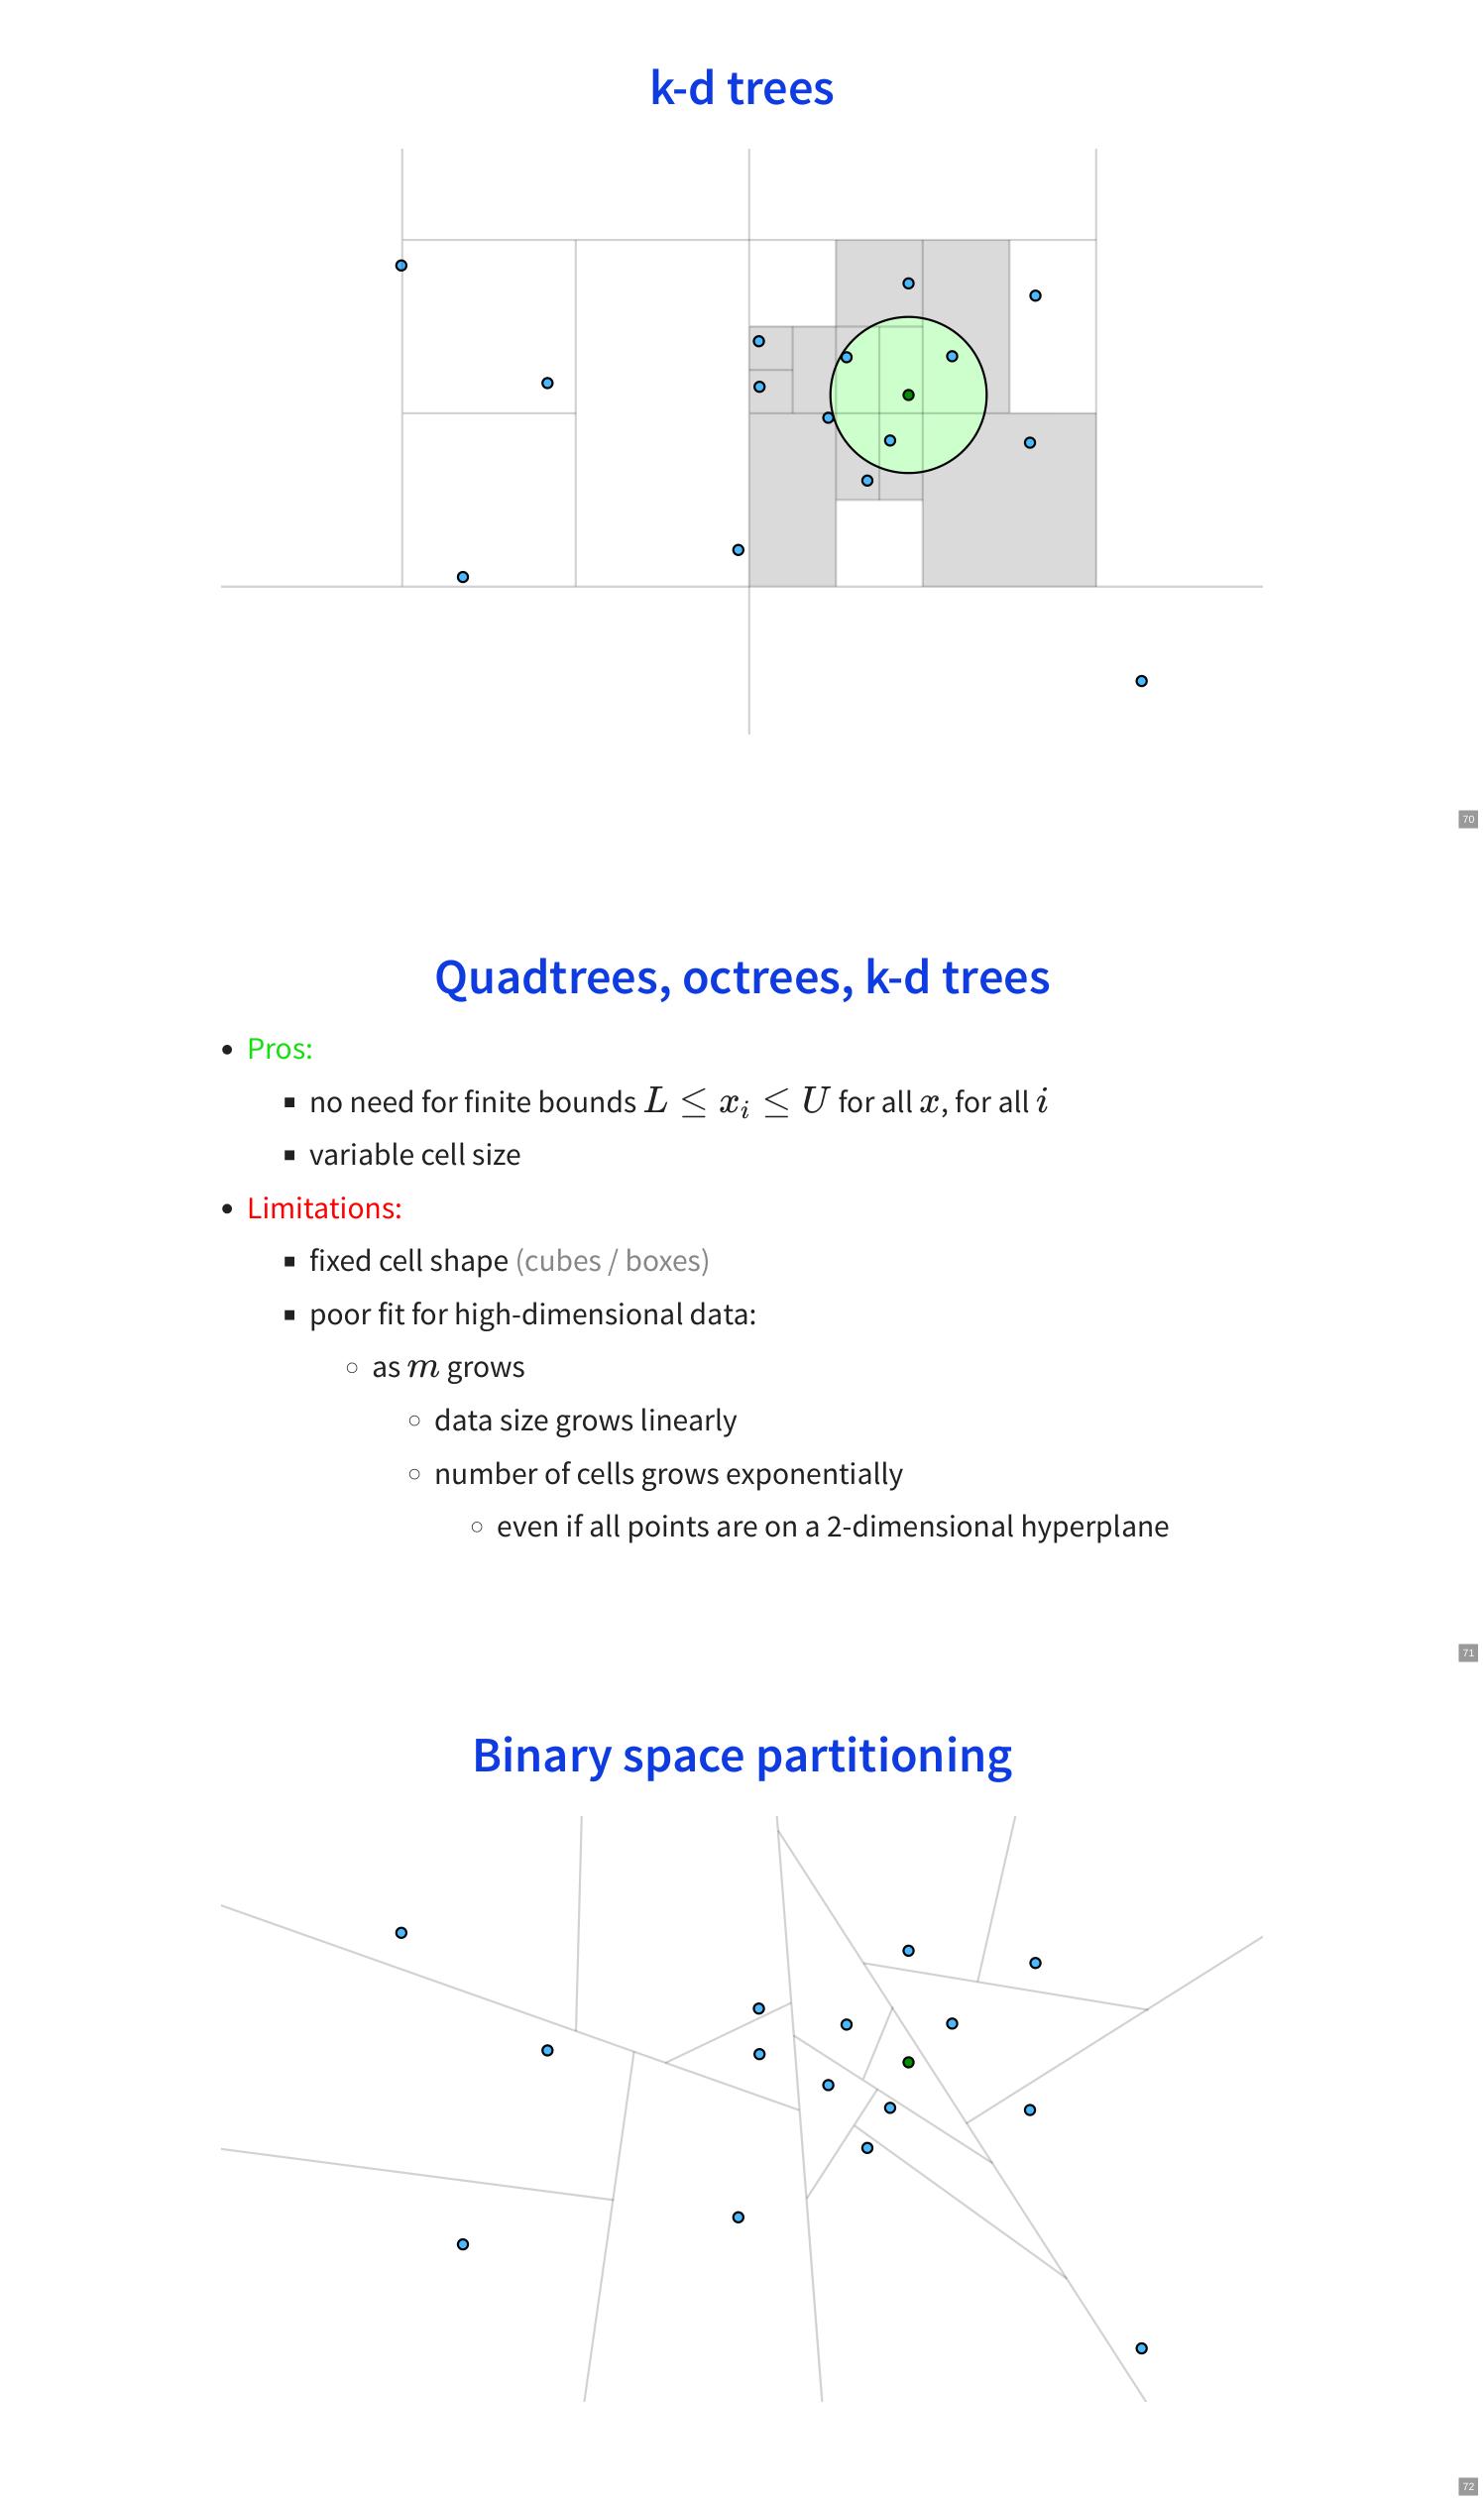 k-d trees
70
Quadtrees, octrees, k-d trees
• Pros:
▪ no need for finite bounds L ≤ x_i ≤ U for all x, for all i
▪ variable cell size
• Limitations:
▪ fixed cell shape (cubes / boxes)
▪ poor fit for high-dimensional data:
○ as m grows
○ data size grows linearly
○ number of cells grows exponentially
○ even if all points are on a 2-dimensional hyperplane
71
Binary space partitioning
72